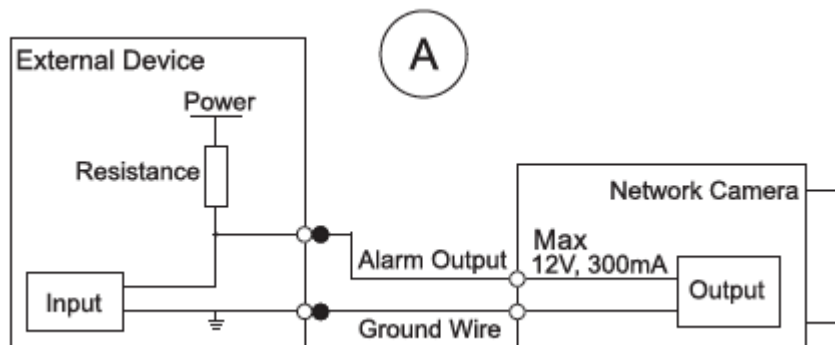 A
External Device
Power
Resistance
Network Camera
Max
12V, 300mA
Alarm Output
Output
Input
Ground Wire